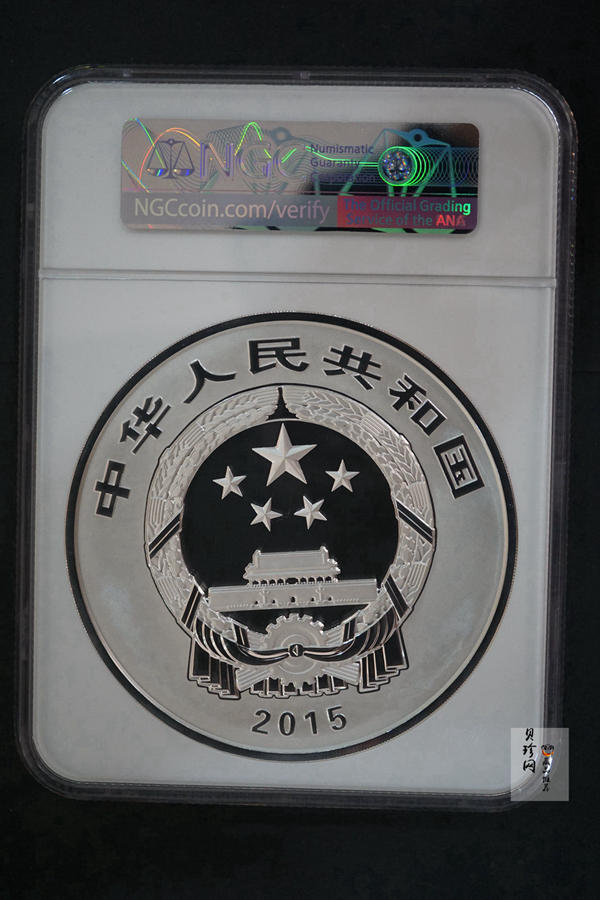 NGC
Numismatic
Guaranty
Corporation
NGCcoin.com/verify
The Official Grading
Service of the ANA
中华人民共和国
2015
贝珍网